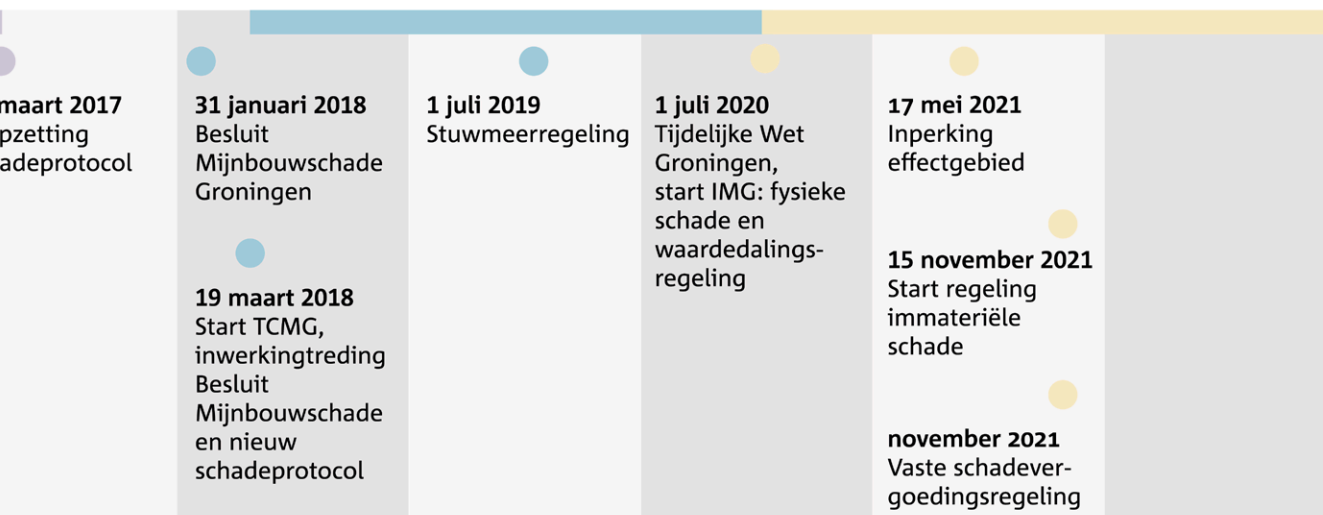 maart 2017
pzetting
adeprotocol
31 januari 2018
Besluit
Mijnbouwschade
Groningen
19 maart 2018
Start TCMG,
inwerkingtreding
Besluit
Mijnbouwschade
en nieuw
schadeprotocol
1 juli 2019
Stuwmeerregeling
1 juli 2020
Tijdelijke Wet
Groningen,
start IMG: fysieke
schade en
waardedalings-
regeling
17 mei 2021
Inperking
effectgebied
15 november 2021
Start regeling
immateriële
schade
november 2021
Vaste schadever-
goedingsregeling